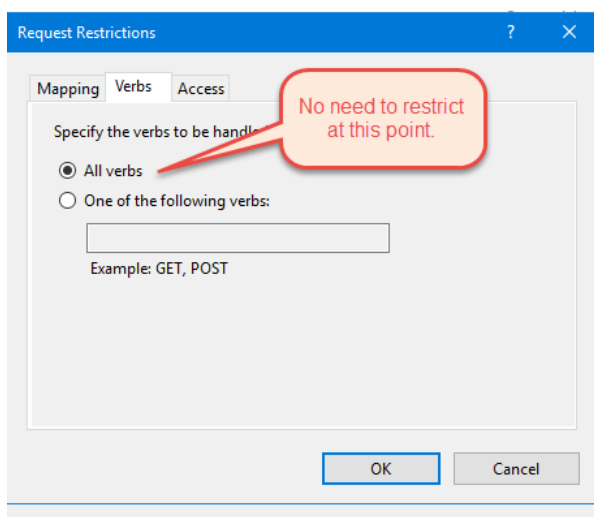 Request Restrictions
Mapping Verbs Access
No need to restrict
at this point.
Specify the verbs to be
All verbs
One of the following verbs:
Example: GET, POST
OK Cancel